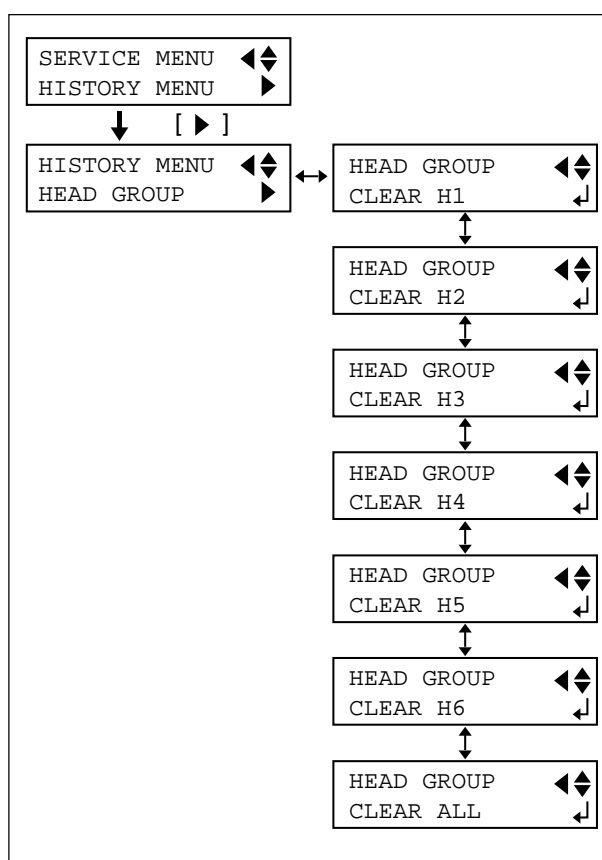 SERVICE MENU ◀◆
HISTORY MENU ▶
[ ▶ ]
HISTORY MENU ◀◆
HEAD GROUP ▶
HEAD GROUP ◀◆
CLEAR H1 ↵
HEAD GROUP ◀◆
CLEAR H2 ↵
HEAD GROUP ◀◆
CLEAR H3 ↵
HEAD GROUP ◀◆
CLEAR H4 ↵
HEAD GROUP ◀◆
CLEAR H5 ↵
HEAD GROUP ◀◆
CLEAR H6 ↵
HEAD GROUP ◀◆
CLEAR ALL ↵